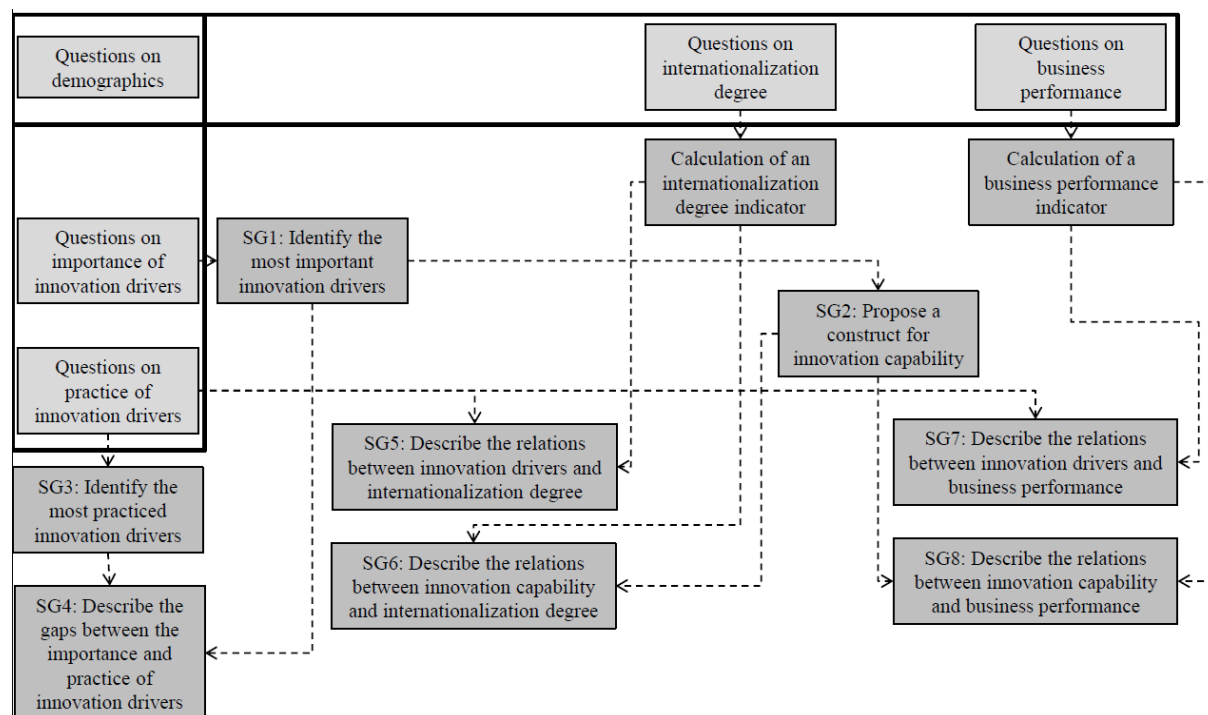 Questions on
demographics
Questions on
internationalization
degree
Questions on
business
performance
Calculation of an
internationalization
degree indicator
Calculation of a
business performance
indicator
Questions on
importance of
innovation drivers
SG1: Identify the
most important
innovation drivers
SG2: Propose a
construct for
innovation capability
Questions on
practice of
innovation drivers
SG5: Describe the relations
between innovation drivers and
internationalization degree
SG7: Describe the relations
between innovation drivers and
business performance
SG3: Identify the
most practiced
innovation drivers
SG6: Describe the relations
between innovation capability
and internationalization degree
SG8: Describe the relations
between innovation capability
and business performance
SG4: Describe the
gaps between the
importance and
practice of
innovation drivers